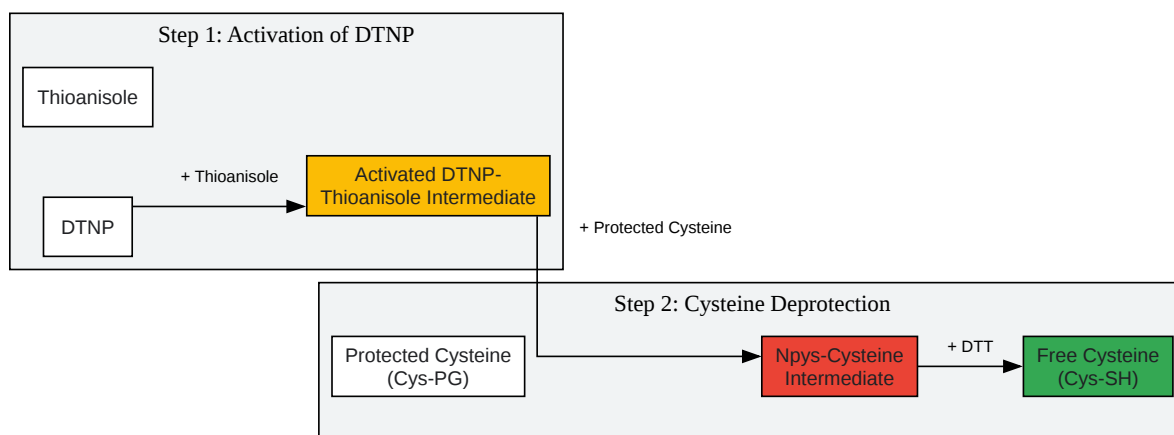 Step 1: Activation of DTNP
Thioanisole
+ Thioanisole
Activated DTNP-
Thioanisole Intermediate
DTNP
+ Protected Cysteine
Step 2: Cysteine Deprotection
Protected Cysteine
(Cys-PG)
Npys-Cysteine
Intermediate
+ DTT
Free Cysteine
(Cys-SH)